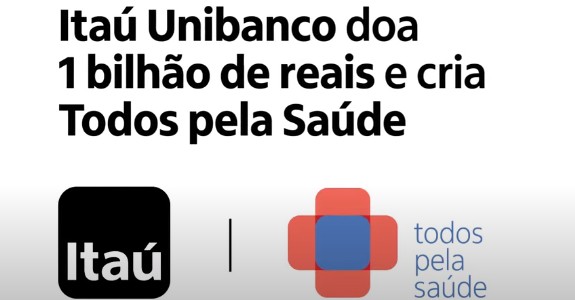 Itaú Unibanco doa
1 bilhão de reais e cria
Todos pela Saúde
Itaú
todos
pela
saúde